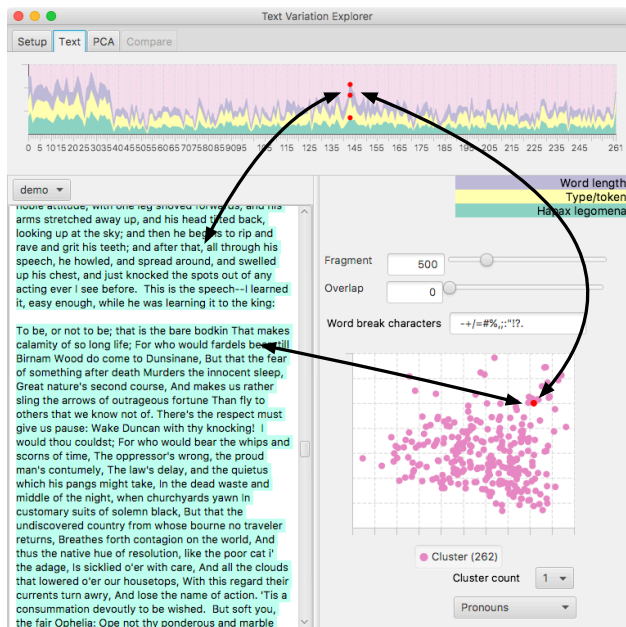 Text Variation Explorer
Setup Text PCA Compare
0 5 10 15 20 25 30 35 40 45 50 55 60 65 70 75 80 85 90 95 105 115 125 135 145 155 165 175 185 195 205 215 225 235 245 261
demo
noble attitude, with one leg shoved forwards, and his
arms stretched away up, and his head tilted back,
looking up at the sky; and then he begins to rip and
rave and grit his teeth; and after that, all through his
speech, he howled, and spread around, and swelled
up his chest, and just knocked the spots out of any
acting ever I see before.  This is the speech--I learned
it, easy enough, while he was learning it to the king:
To be, or not to be; that is the bare bodkin That makes
calamity of so long life; For who would fardels bear, till
Birnam Wood do come to Dunsinane, But that the fear
of something after death Murders the innocent sleep,
Great nature's second course, And makes us rather
sling the arrows of outrageous fortune Than fly to
others that we know not of. There's the respect must
give us pause: Wake Duncan with thy knocking!  I
would thou couldst; For who would bear the whips and
scorns of time, The oppressor's wrong, the proud
man's contumely, The law's delay, and the quietus
which his pangs might take, In the dead waste and
middle of the night, when churchyards yawn In
customary suits of solemn black, But that the
undiscovered country from whose bourne no traveler
returns, Breathes forth contagion on the world, And
thus the native hue of resolution, like the poor cat i'
the adage, Is sicklied o'er with care, And all the clouds
that lowered o'er our housetops, With this regard their
currents turn awry, And lose the name of action. 'Tis a
consummation devoutly to be wished.  But soft you,
the fair Ophelia: Ope not thy ponderous and marble
Word length
Type/token
Hapax legomena
Fragment 500
Overlap 0
Word break characters -+/=#%,;:"!?.
Cluster (262)
Cluster count 1
Pronouns